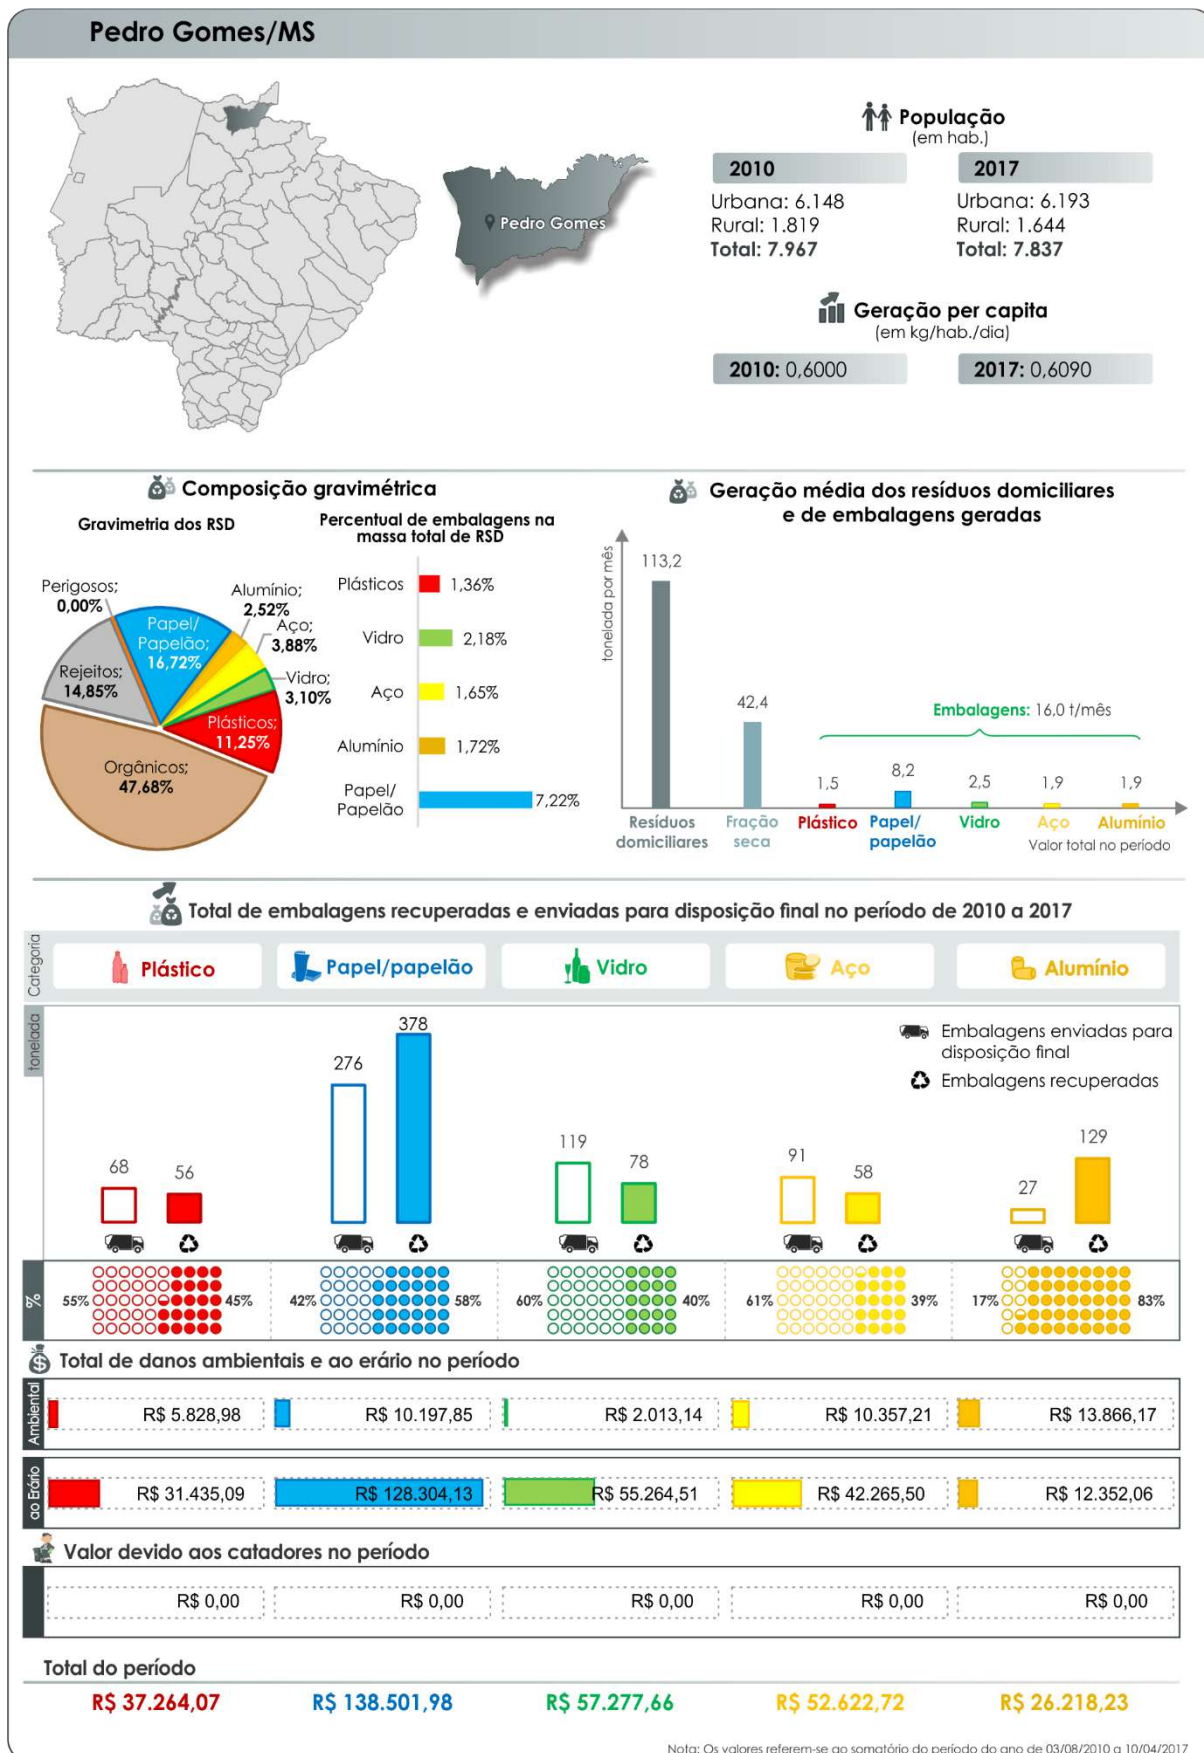 Pedro Gomes/MS
População
(em hab.)
2010
2017
Urbana: 6.148
Rural: 1.819
Total: 7.967
Urbana: 6.193
Rural: 1.644
Total: 7.837
Pedro Gomes
Geração per capita
(em kg/hab./dia)
2010: 0,6000
2017: 0,6090
Composição gravimétrica
Gravimetria dos RSD
Perigosos;
0,00%
Papel/
Papelão;
16,72%
Alumínio;
2,52%
Aço;
3,88%
Vidro;
3,10%
Plásticos;
11,25%
Rejeitos;
14,85%
Orgânicos;
47,68%
Percentual de embalagens na
massa total de RSD
Plásticos
1,36%
Vidro
2,18%
Aço
1,65%
Alumínio
1,72%
Papel/
Papelão
7,22%
Geração média dos resíduos domiciliares
e de embalagens geradas
tonelada por mês
113,2
42,4
Embalagens: 16,0 t/mês
1,5
8,2
2,5
1,9
1,9
Resíduos
domiciliares
Fração
seca
Plástico
Papel/
papelão
Vidro
Aço
Alumínio
Valor total no período
Total de embalagens recuperadas e enviadas para disposição final no período de 2010 a 2017
Categoria
Plástico
Papel/papelão
Vidro
Aço
Alumínio
tonelada
Embalagens enviadas para
disposição final
Embalagens recuperadas
68
56
276
378
119
78
91
58
27
129
%
55%
45%
42%
58%
60%
40%
61%
39%
17%
83%
Total de danos ambientais e ao erário no período
Ambiental
R$ 5.828,98
R$ 10.197,85
R$ 2.013,14
R$ 10.357,21
R$ 13.866,17
ao Erário
R$ 31.435,09
R$ 128.304,13
R$ 55.264,51
R$ 42.265,50
R$ 12.352,06
Valor devido aos catadores no período
R$ 0,00
R$ 0,00
R$ 0,00
R$ 0,00
R$ 0,00
Total do período
R$ 37.264,07
R$ 138.501,98
R$ 57.277,66
R$ 52.622,72
R$ 26.218,23
Nota: Os valores referem-se ao somatório do período do ano de 03/08/2010 a 10/04/2017